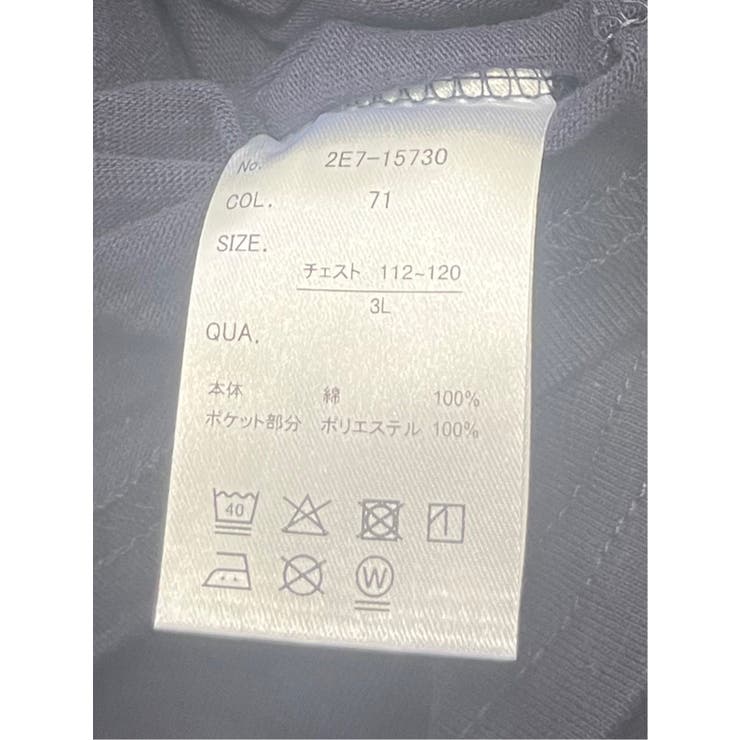 No. 2E7-15730
COL. 71
SIZE.
チェスト 112~120
3L
QUA.
本体 綿 100%
ポケット部分 ポリエステル 100%
40
W